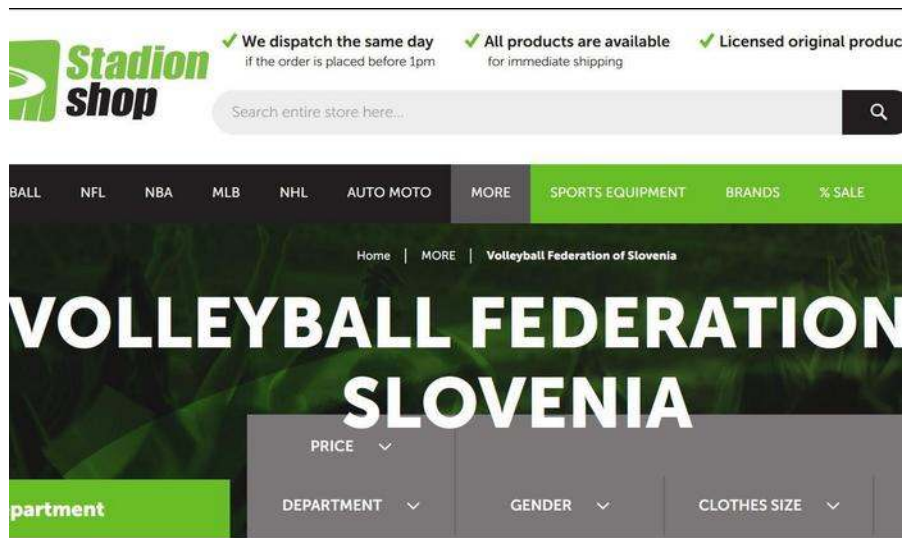 Stadion
shop
We dispatch the same day
if the order is placed before 1pm
All products are available
for immediate shipping
Licensed original produc
Search entire store here...
BALL NFL NBA MLB NHL AUTO MOTO MORE SPORTS EQUIPMENT BRANDS % SALE
Home | MORE | Volleyball Federation of Slovenia
VOLLEYBALL FEDERATION
SLOVENIA
PRICE
partment
DEPARTMENT GENDER CLOTHES SIZE